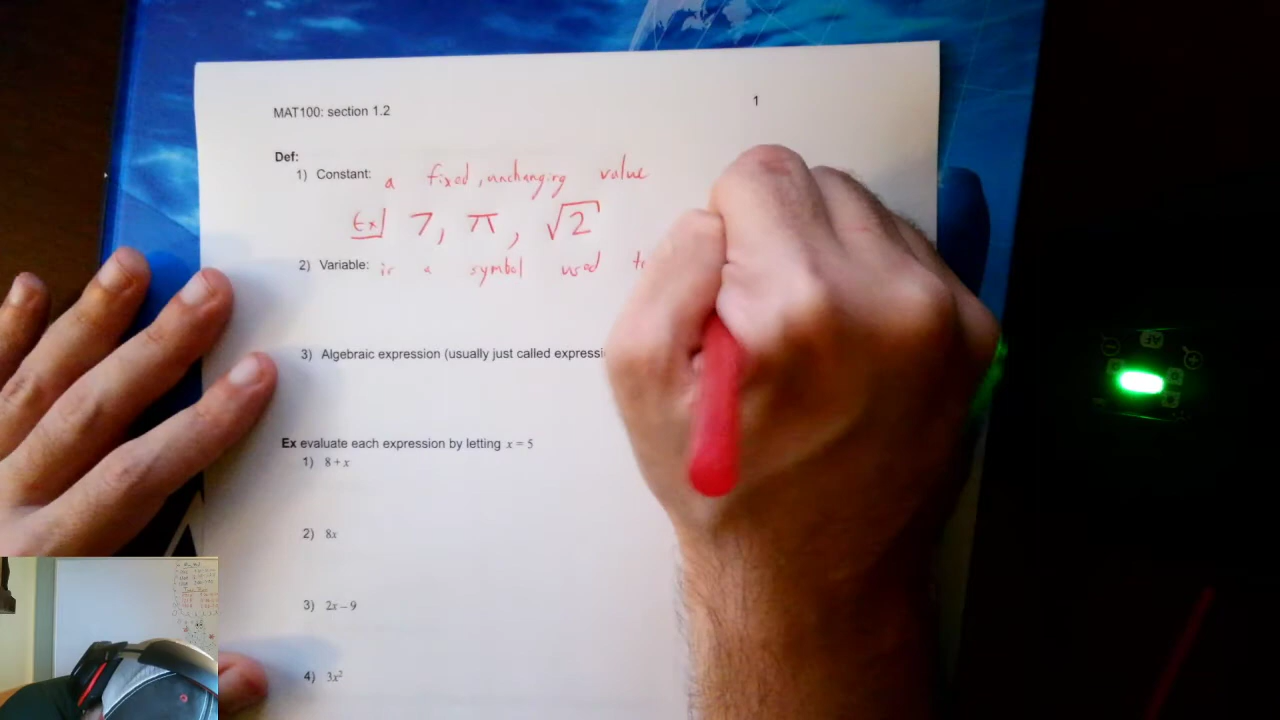 MAT100: section 1.2
1
Def:
1) Constant: a fixed, unchanging value
Ex 7, π, √2
2) Variable: is a symbol used
3) Algebraic expression (usually just called expressi
Ex evaluate each expression by letting x = 5
1) 8 + x
2) 8x
3) 2x – 9
4) 3x²